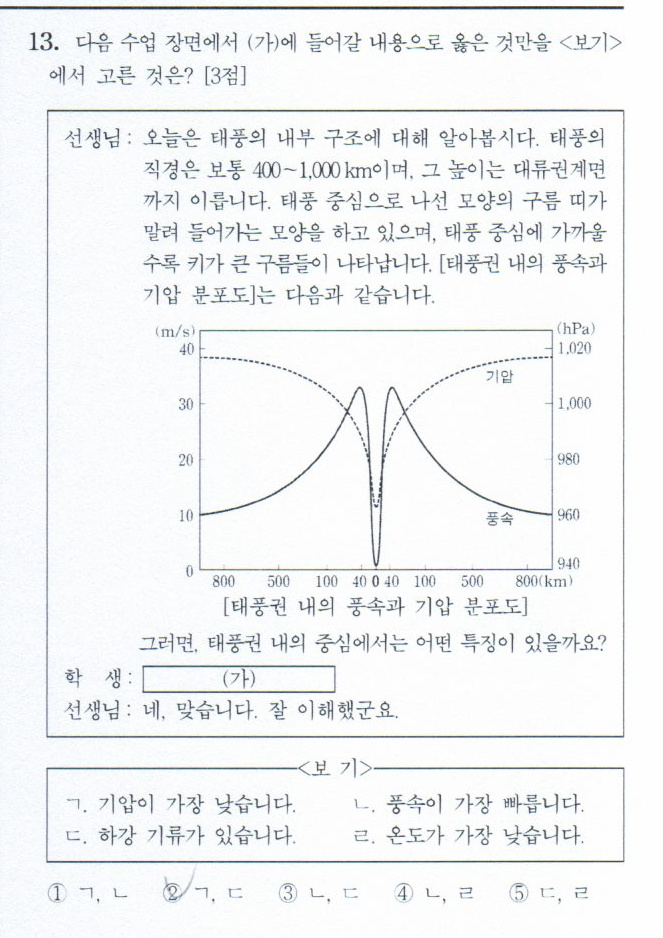 13. 다음 수업 장면에서 (가)에 들어갈 내용으로 옳은 것만을 <보기>
에서 고른 것은? [3점]
선생님 : 오늘은 태풍의 내부 구조에 대해 알아봅시다. 태풍의
직경은 보통 400~1,000 km이며, 그 높이는 대류권계면
까지 이릅니다. 태풍 중심으로 나선 모양의 구름 띠가
말려 들어가는 모양을 하고 있으며, 태풍 중심에 가까울
수록 키가 큰 구름들이 나타납니다. [태풍권 내의 풍속과
기압 분포도]는 다음과 같습니다.
(m/s) (hPa)
40 1,020
기압
30 1,000
20 980
10 960
풍속
0 940
800 500 100 40 0 40 100 500 800(km)
[태풍권 내의 풍속과 기압 분포도]
그러면, 태풍권 내의 중심에서는 어떤 특징이 있을까요?
학 생 : (가)
선생님 : 네, 맞습니다. 잘 이해했군요.
<보 기>
ㄱ. 기압이 가장 낮습니다. ㄴ. 풍속이 가장 빠릅니다.
ㄷ. 하강 기류가 있습니다. ㄹ. 온도가 가장 낮습니다.
① ㄱ, ㄴ ② ㄱ, ㄷ ③ ㄴ, ㄷ ④ ㄴ, ㄹ ⑤ ㄷ, ㄹ